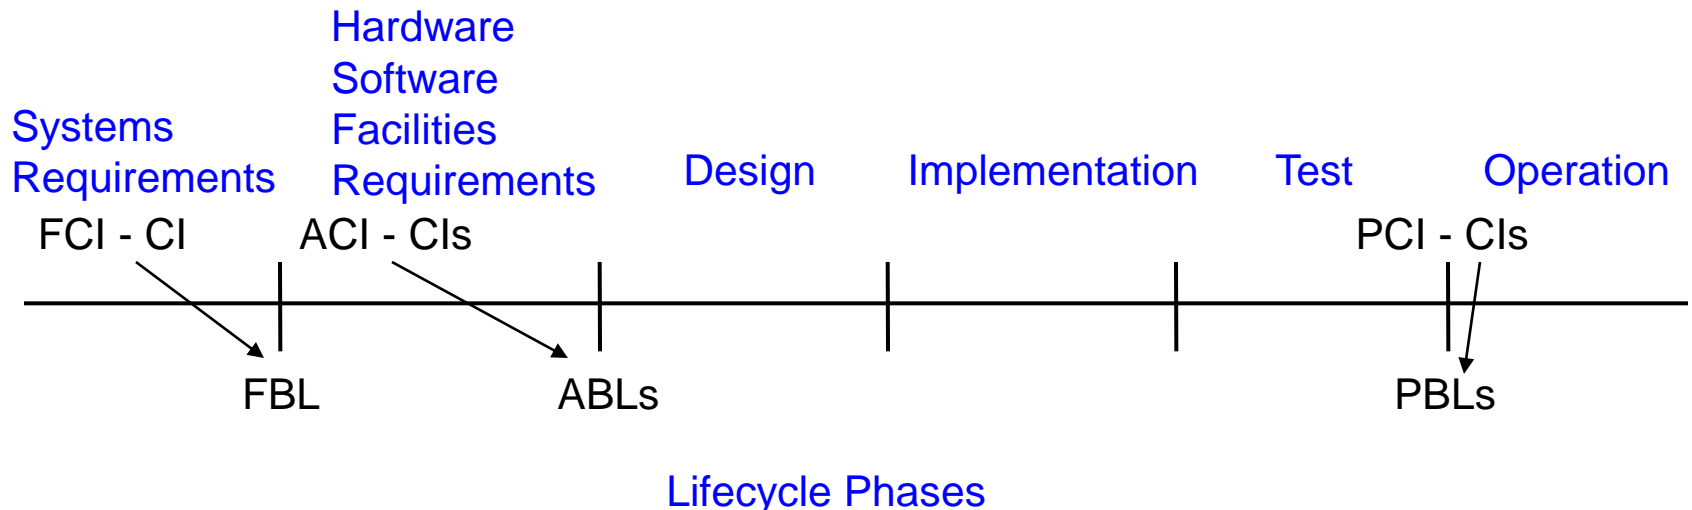 Systems
Requirements
Hardware
Software
Facilities
Requirements
Design
Implementation
Test
Operation
FCI - CI
ACI - CIs
PCI - CIs
FBL
ABLs
PBLs
Lifecycle Phases